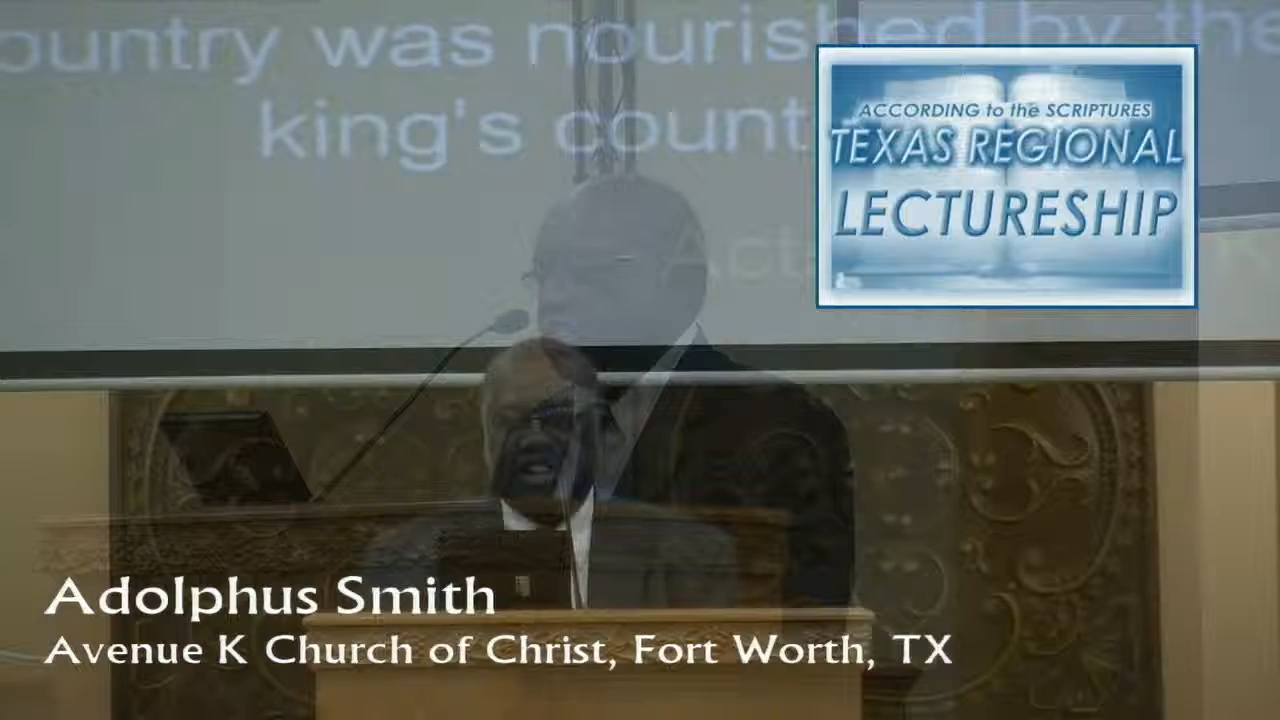 ountry was nourished by the
king's count
Acts
ACCORDING to the SCRIPTURES
TEXAS REGIONAL
LECTURESHIP
Adolphus Smith
Avenue K Church of Christ, Fort Worth, TX